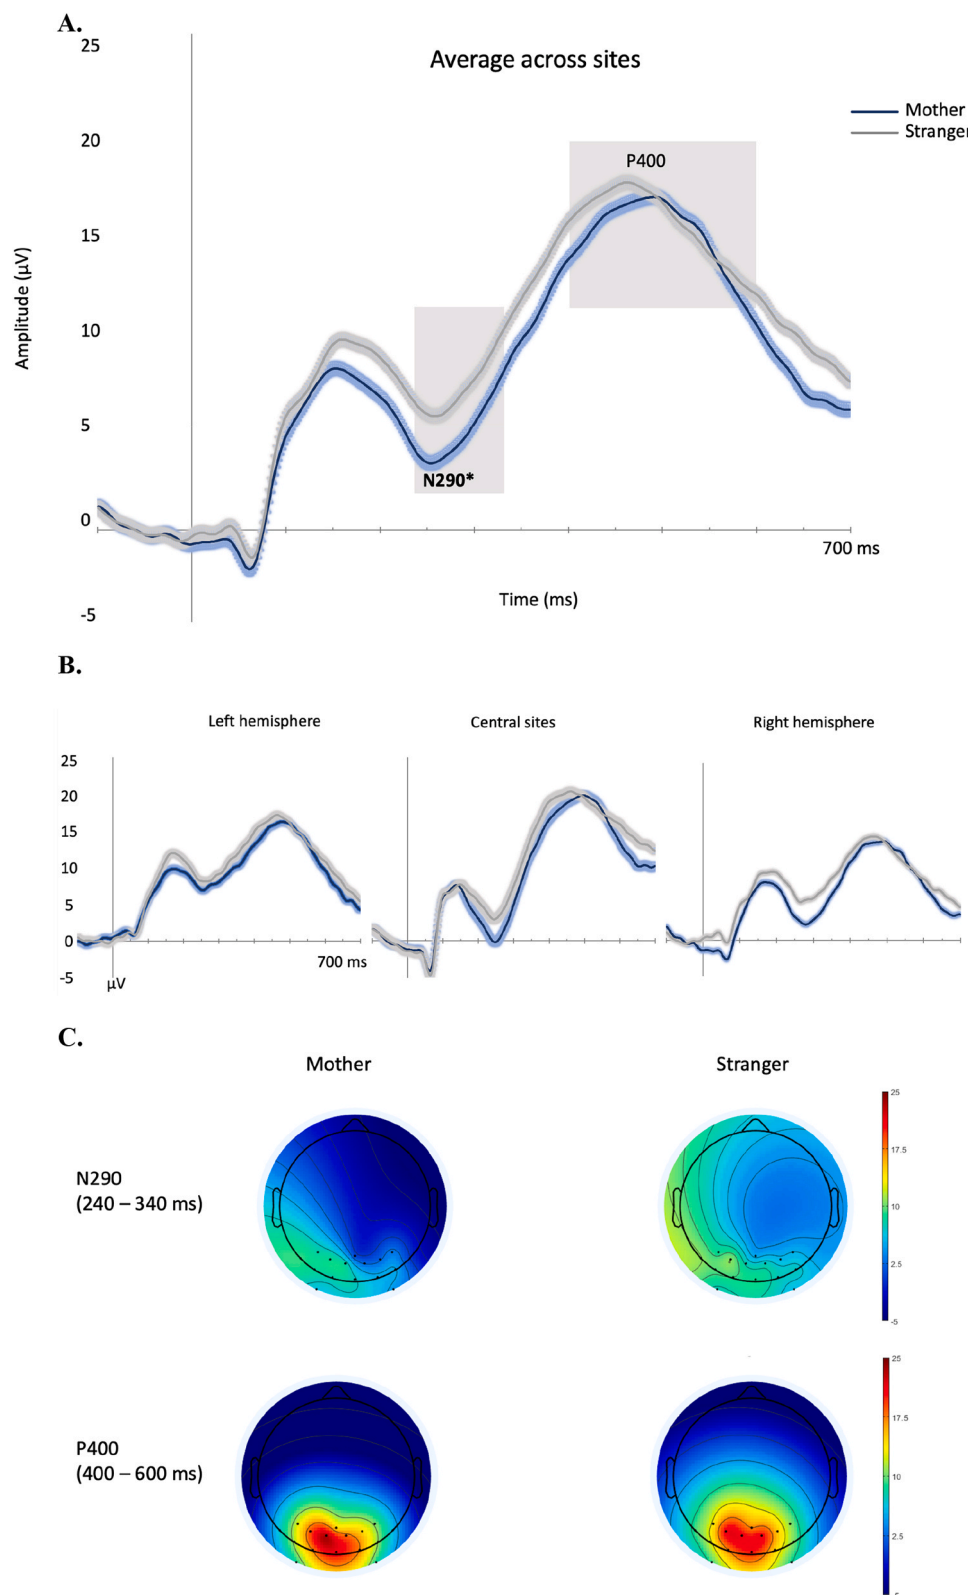 A.
Average across sites
Mother
Stranger
25
20
15
10
5
0
-5
Amplitude (µV)
P400
N290*
700 ms
Time (ms)
B.
Left hemisphere
Central sites
Right hemisphere
25
20
15
10
5
0
-5
µV
700 ms
C.
Mother
Stranger
N290
(240 – 340 ms)
25
17.5
10
2.5
-5
P400
(400 – 600 ms)
25
17.5
10
2.5
-5